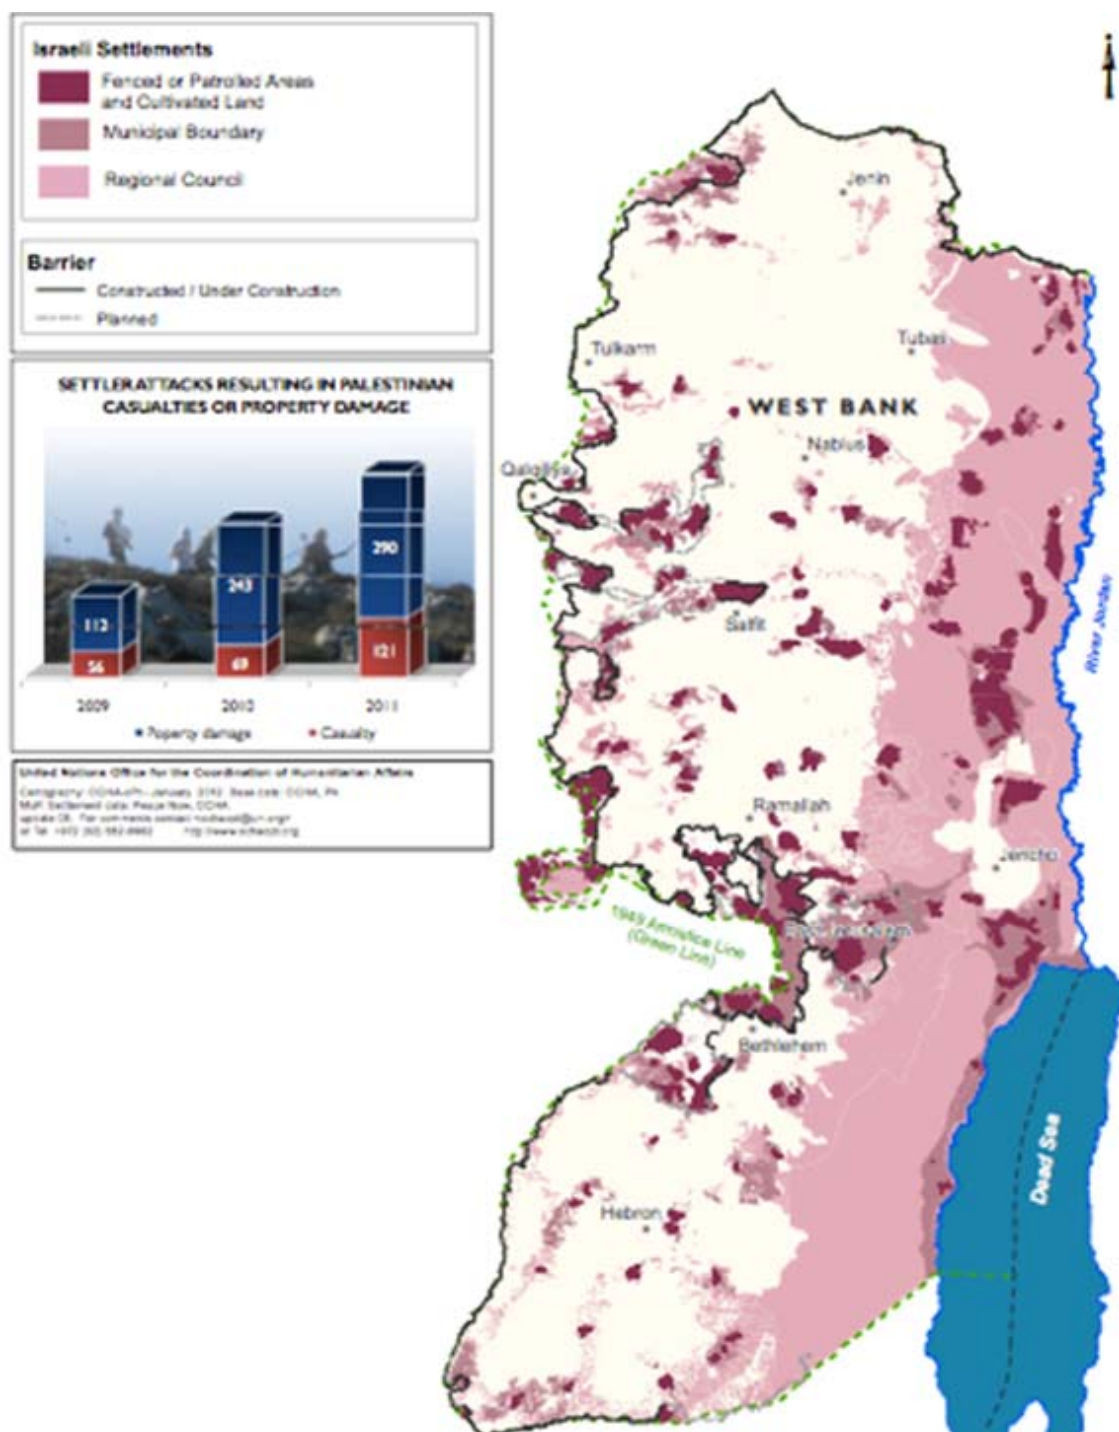 Israeli Settlements
Fenced or Patrolled Areas
and Cultivated Land
Municipal Boundary
Regional Council
Barrier
Constructed / Under Construction
Planned
SETTLER ATTACKS RESULTING IN PALESTINIAN
CASUALTIES OR PROPERTY DAMAGE
290
243
112
121
69
56
2009
2010
2011
Poperty damage
Casualty
United Nations Office for the Coordination of Humanitarian Affairs
Jenin
Tulkarm
Tubas
WEST BANK
Nablus
Qalqiliya
Salfit
River Jordan
Ramallah
Jericho
1949 Armistice Line
(Green Line)
East Jerusalem
Bethlehem
Dead Sea
Hebron